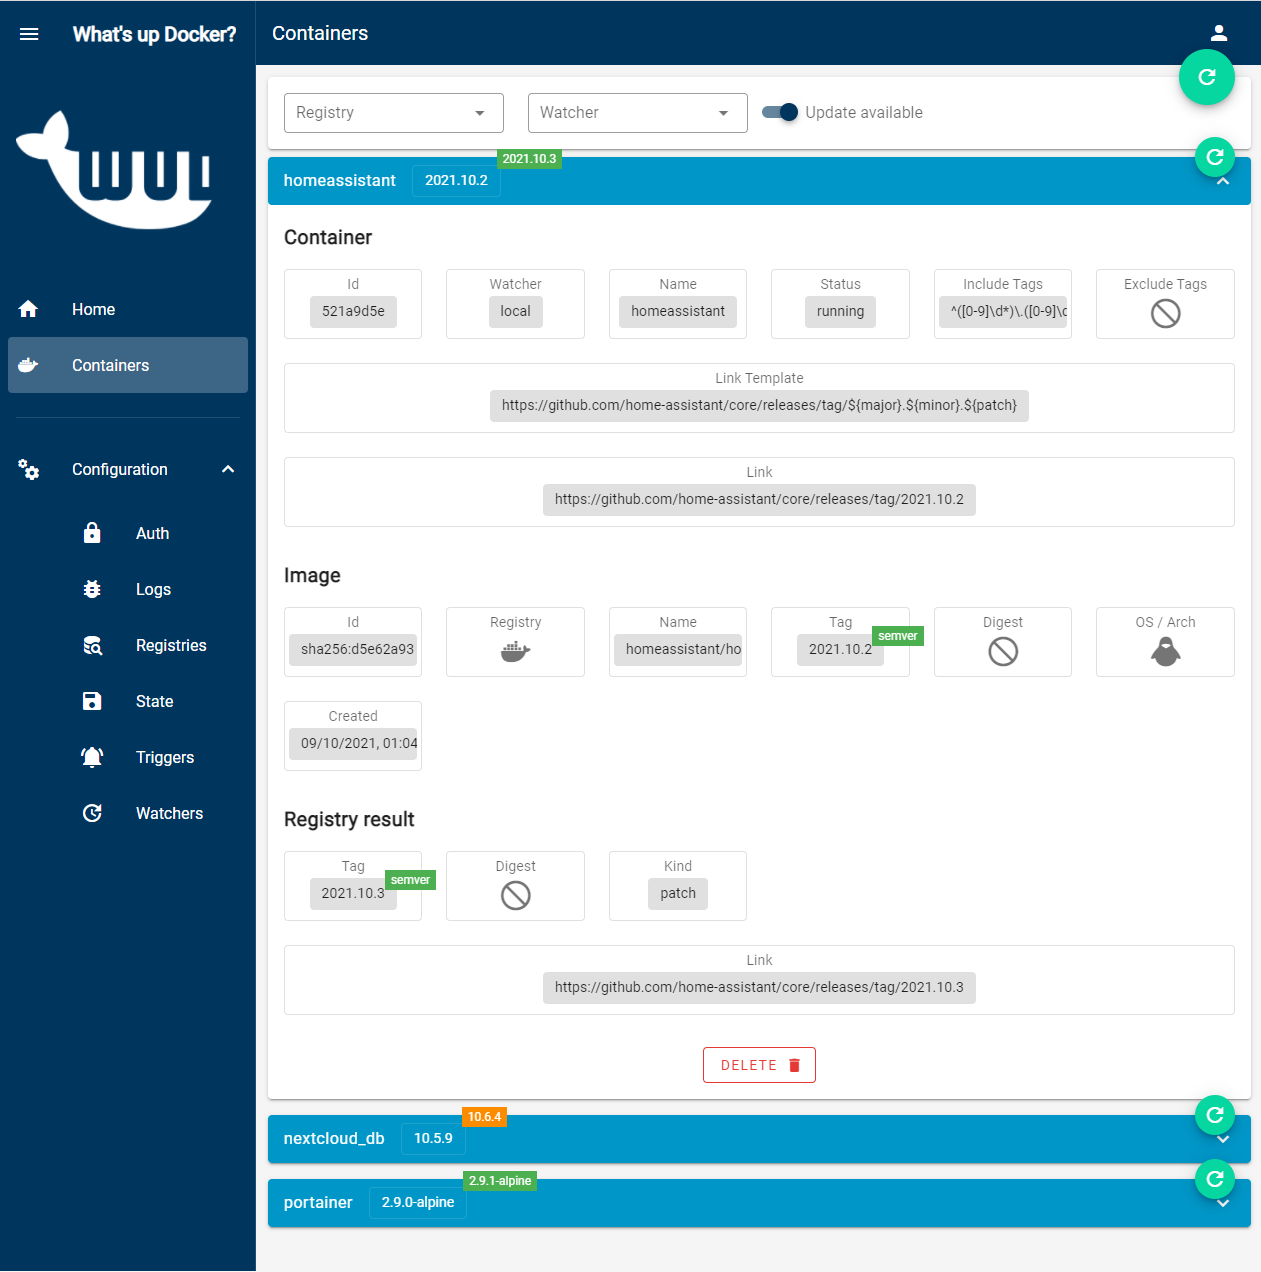 What's up Docker?
Containers
WUD
Home
Containers
Configuration
Auth
Logs
Registries
State
Triggers
Watchers
Registry
Watcher
Update available
homeassistant
2021.10.2
2021.10.3
Container
Id
521a9d5e
Watcher
local
Name
homeassistant
Status
running
Include Tags
^([0-9]\d*)\.([0-9]\d
Exclude Tags
Link Template
https://github.com/home-assistant/core/releases/tag/${major}.${minor}.${patch}
Link
https://github.com/home-assistant/core/releases/tag/2021.10.2
Image
Id
sha256:d5e62a93
Registry
Name
homeassistant/ho
Tag
2021.10.2
semver
Digest
OS / Arch
Created
09/10/2021, 01:04
Registry result
Tag
2021.10.3
semver
Digest
Kind
patch
Link
https://github.com/home-assistant/core/releases/tag/2021.10.3
DELETE
nextcloud_db
10.5.9
10.6.4
portainer
2.9.0-alpine
2.9.1-alpine